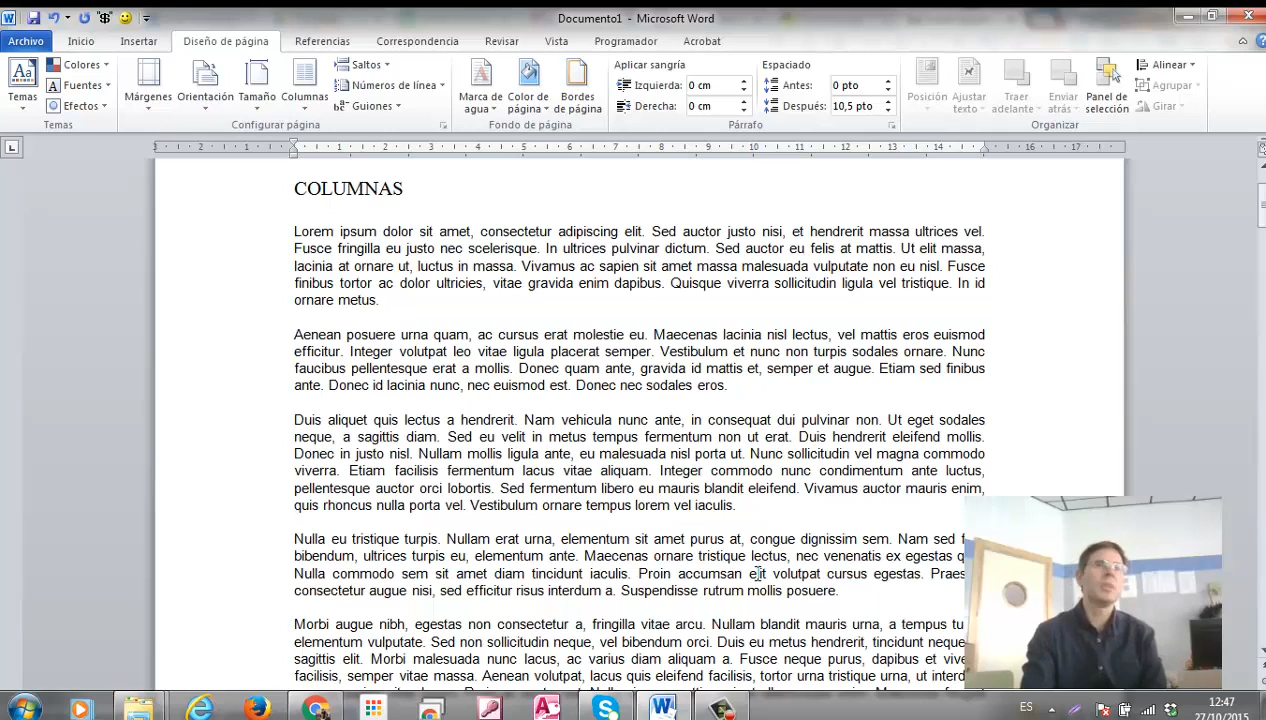 Documento1 - Microsoft Word
Archivo Inicio Insertar Diseño de página Referencias Correspondencia Revisar Vista Programador Acrobat
Temas
Colores
Fuentes
Efectos
Temas
Márgenes
Orientación
Tamaño
Columnas
Saltos
Números de línea
Guiones
Configurar página
Marca de agua
Color de página
Bordes de página
Fondo de página
Aplicar sangría
Izquierda: 0 cm
Derecha: 0 cm
Espaciado
Antes: 0 pto
Después: 10,5 pto
Párrafo
Posición
Ajustar texto
Traer adelante
Enviar atrás
Panel de selección
Alinear
Agrupar
Girar
Organizar
3 2 1 1 2 3 4 5 6 7 8 9 10 11 12 13 14 16 17
COLUMNAS
Lorem ipsum dolor sit amet, consectetur adipiscing elit. Sed auctor justo nisi, et hendrerit massa ultrices vel.
Fusce fringilla eu justo nec scelerisque. In ultrices pulvinar dictum. Sed auctor eu felis at mattis. Ut elit massa,
lacinia at ornare ut, luctus in massa. Vivamus ac sapien sit amet massa malesuada vulputate non eu nisl. Fusce
finibus tortor ac dolor ultricies, vitae gravida enim dapibus. Quisque viverra sollicitudin ligula vel tristique. In id
ornare metus.
Aenean posuere urna quam, ac cursus erat molestie eu. Maecenas lacinia nisl lectus, vel mattis eros euismod
efficitur. Integer volutpat leo vitae ligula placerat semper. Vestibulum et nunc non turpis sodales ornare. Nunc
faucibus pellentesque erat a mollis. Donec quam ante, gravida id mattis et, semper et augue. Etiam sed finibus
ante. Donec id lacinia nunc, nec euismod est. Donec nec sodales eros.
Duis aliquet quis lectus a hendrerit. Nam vehicula nunc ante, in consequat dui pulvinar non. Ut eget sodales
neque, a sagittis diam. Sed eu velit in metus tempus fermentum non ut erat. Duis hendrerit eleifend mollis.
Donec in justo nisl. Nullam mollis ligula ante, eu malesuada nisl porta ut. Nunc sollicitudin vel magna commodo
viverra. Etiam facilisis fermentum lacus vitae aliquam. Integer commodo nunc condimentum ante luctus,
pellentesque auctor orci lobortis. Sed fermentum libero eu mauris blandit eleifend. Vivamus auctor mauris enim,
quis rhoncus nulla porta vel. Vestibulum ornare tempus lorem vel iaculis.
Nulla eu tristique turpis. Nullam erat urna, elementum sit amet purus at, congue dignissim sem. Nam sed
bibendum, ultrices turpis eu, elementum ante. Maecenas ornare tristique lectus, nec venenatis ex egestas
Nulla commodo sem sit amet diam tincidunt iaculis. Proin accumsan elit volutpat cursus egestas. Praes
consectetur augue nisi, sed efficitur risus interdum a. Suspendisse rutrum mollis posuere.
Morbi augue nibh, egestas non consectetur a, fringilla vitae arcu. Nullam blandit mauris urna, a tempus tu
elementum vulputate. Sed non sollicitudin neque, vel bibendum orci. Duis eu metus hendrerit, tincidunt neque
sagittis elit. Morbi malesuada nunc lacus, ac varius diam aliquam a. Fusce neque purus, dapibus et vive
facilisis, semper vitae massa. Aenean volutpat, lacus quis eleifend facilisis, tortor urna tristique urna, ut interd
ES
12:47
27/10/2015